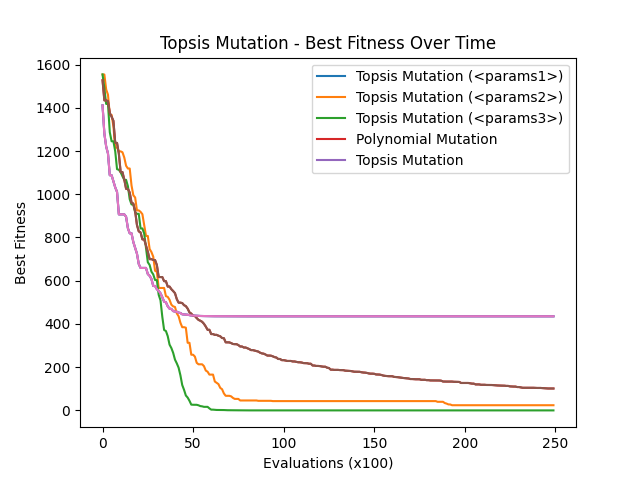 Topsis Mutation - Best Fitness Over Time
Topsis Mutation (<params1>)
Topsis Mutation (<params2>)
Topsis Mutation (<params3>)
Polynomial Mutation
Topsis Mutation
Best Fitness
1600
1400
1200
1000
800
600
400
200
0
0 50 100 150 200 250
Evaluations (x100)